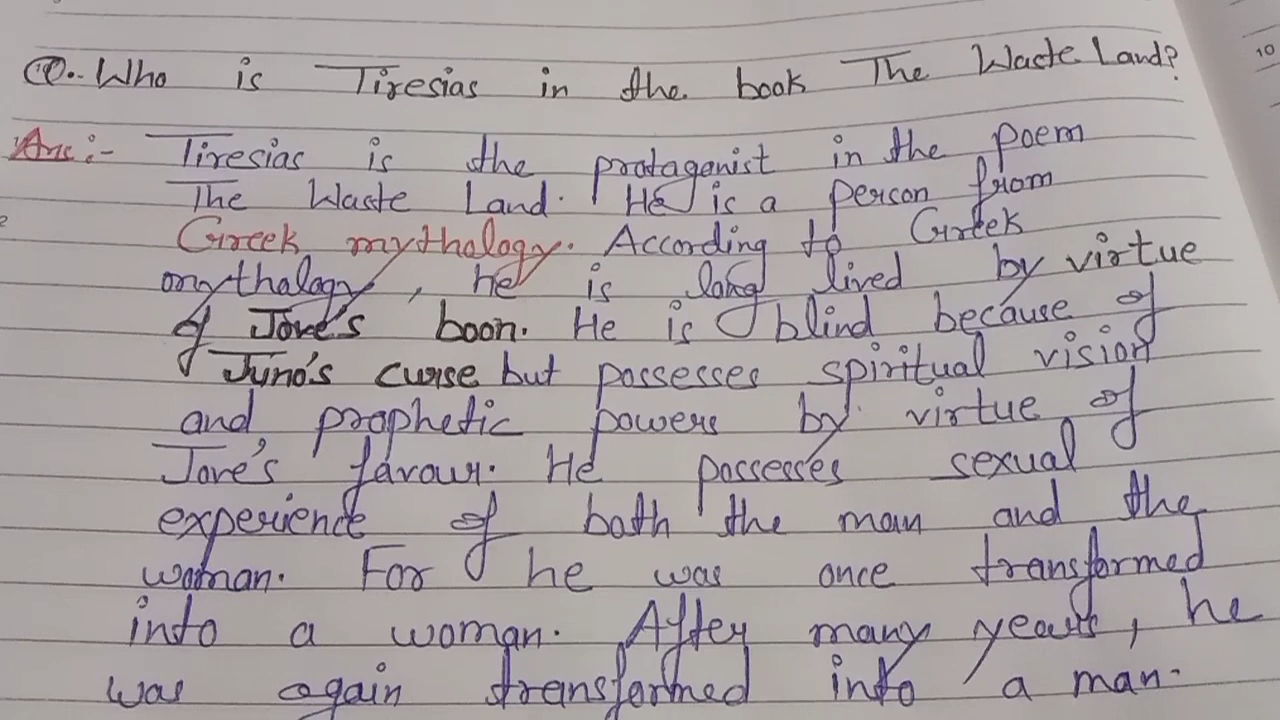 Q. Who is Tiresias in the book The Waste Land?
Ans:- Tiresias is the protagonist in the poem
The Waste Land. He is a person from
Greek mythology. According to Greek
mythology, he is long lived by virtue
of Jove's boon. He is blind because of
Juno's curse but possesses spiritual vision
and prophetic powers by virtue of
Jove's favour. He possesses sexual
experience of both the man and the
woman. For he was once transformed
into a woman. After many years, he
was again transformed into a man.
10